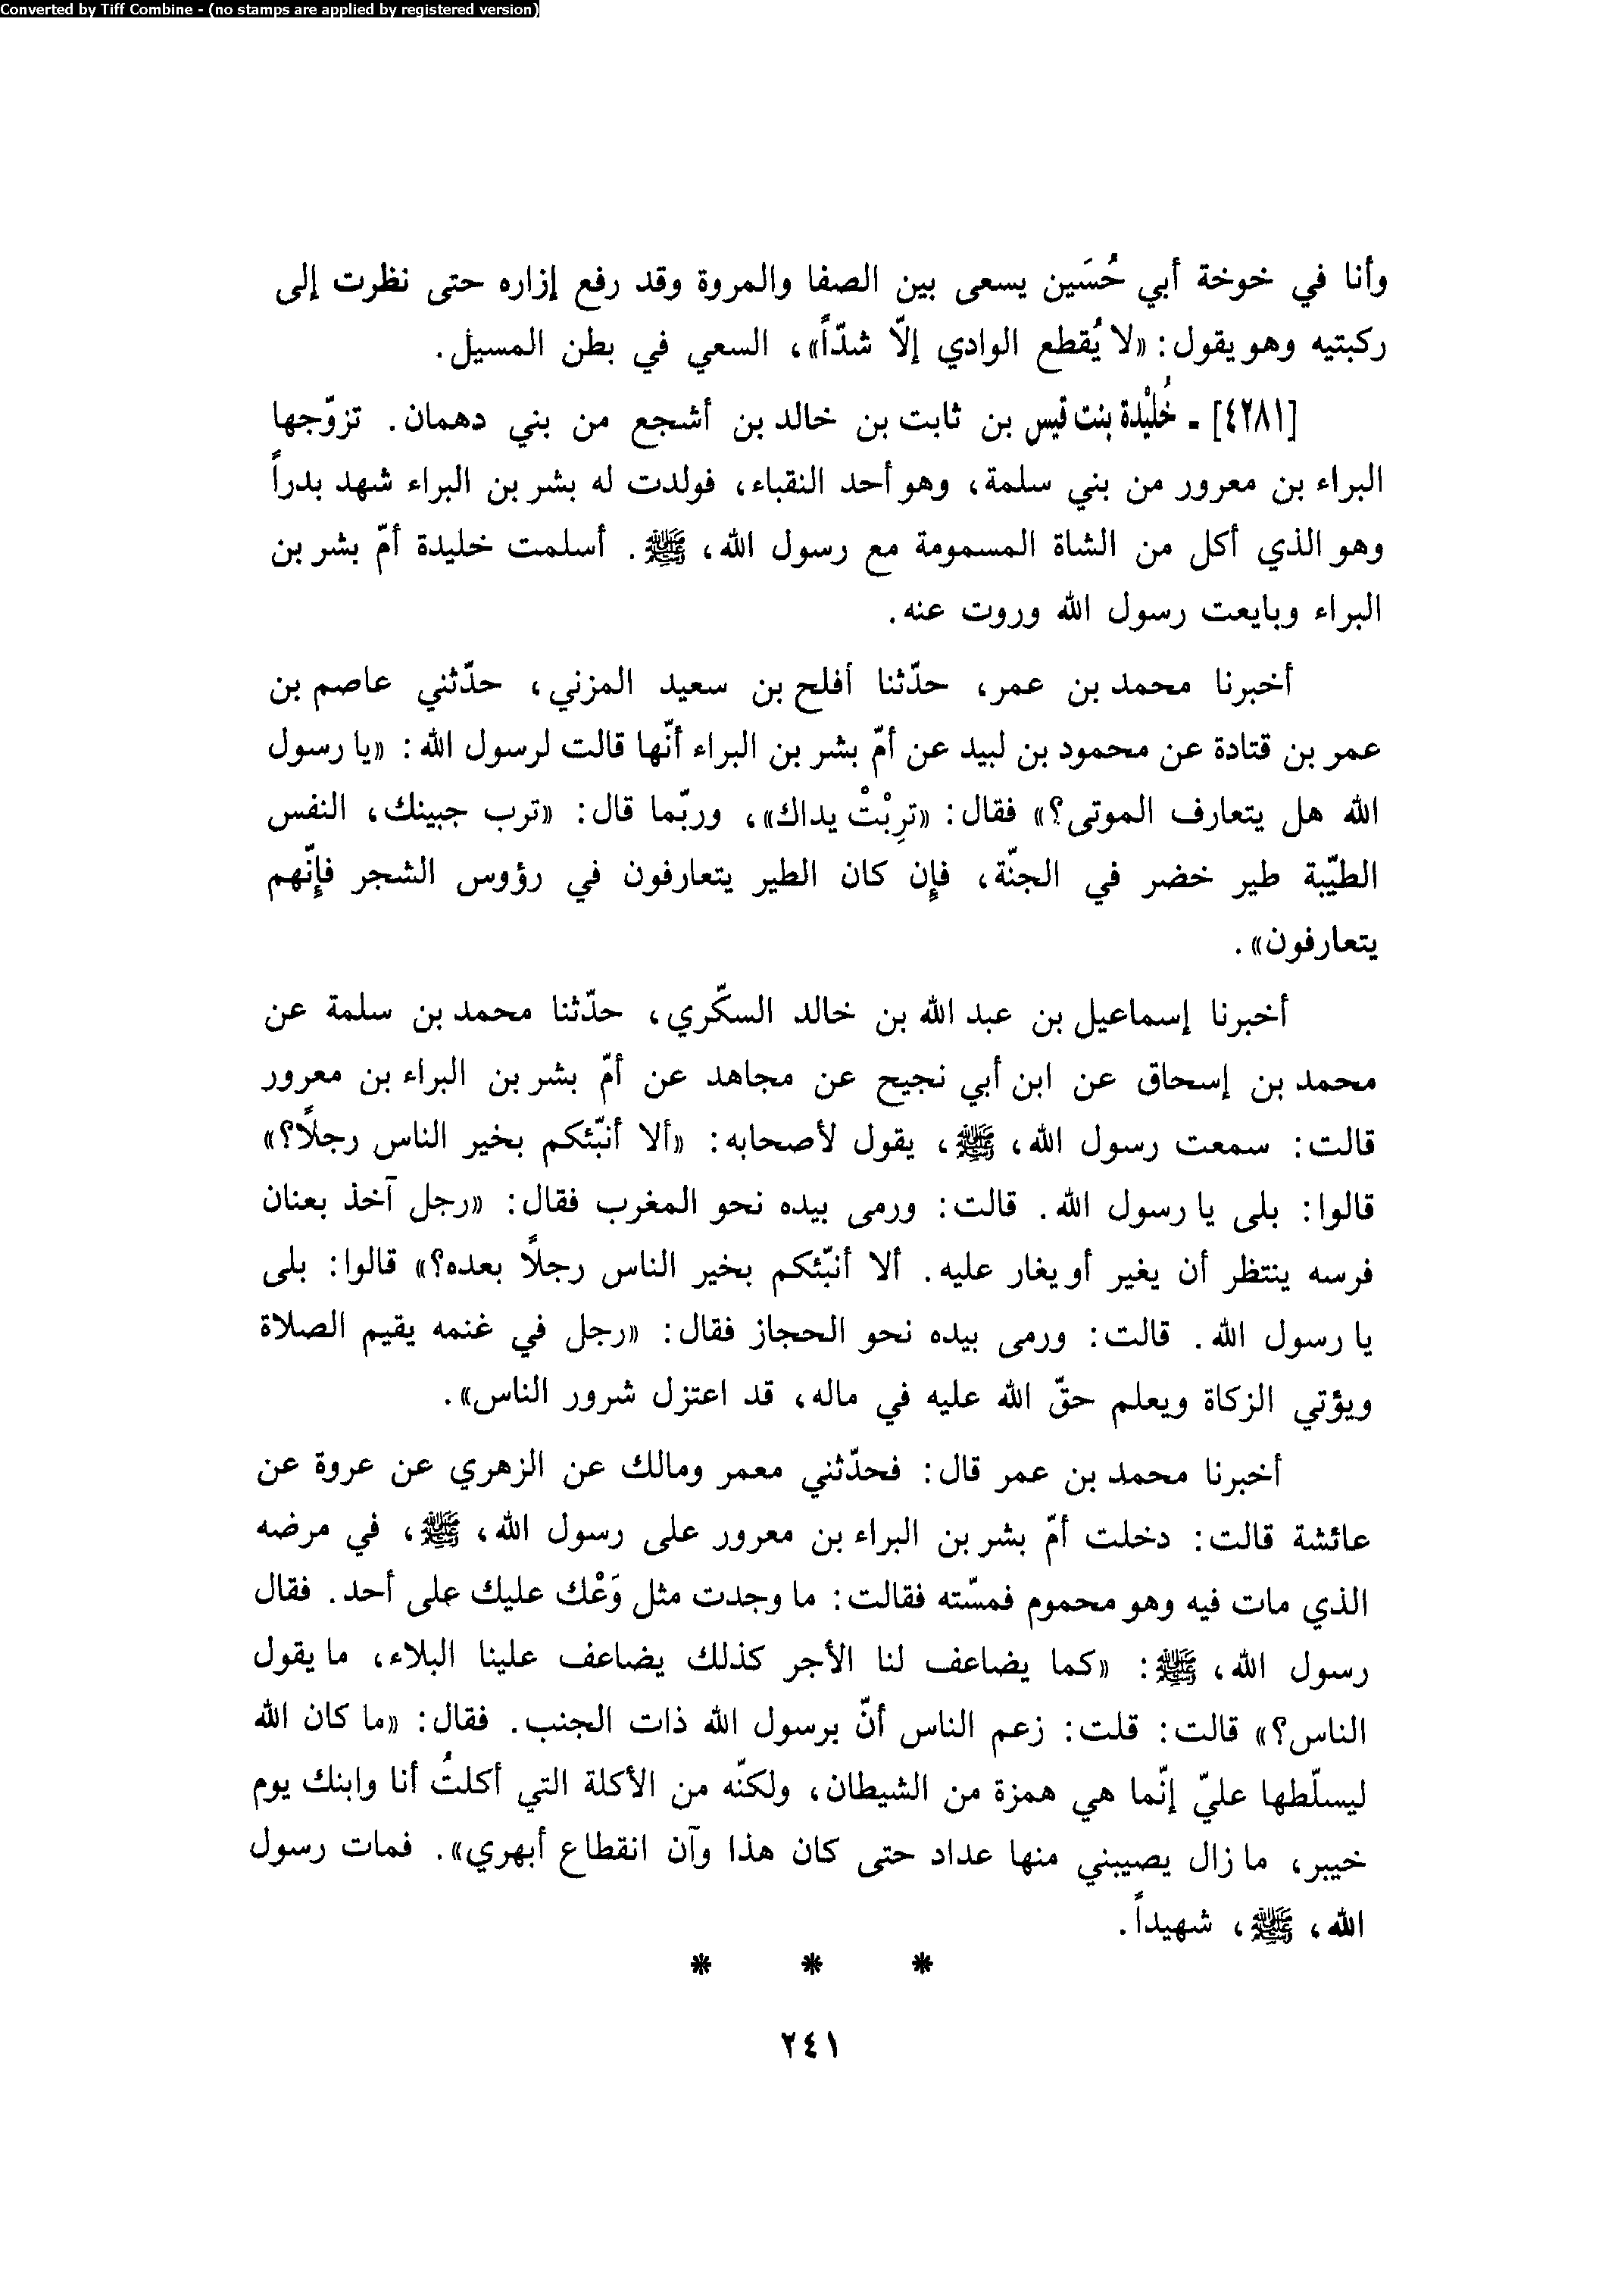 Converted by Tiff Combine - (no stamps are applied by registered version)
وأنا في خوخة أبي حُسَين يسعى بين الصفا والمروة وقد رفع إزاره حتى نظرت إلى
ركبتيه وهو يقول: «لا يُقطع الوادي إلّا شدّاً»، السعي في بطن المسيل.
[٤٢٨١] - خُلَيْدة بنت قيس بن ثابت بن خالد بن أشجع من بني دهمان. تزوّجها
البراء بن معرور من بني سلمة، وهو أحد النقباء، فولدت له بشر بن البراء شهد بدراً
وهو الذي أكل من الشاة المسمومة مع رسول الله، ﷺ. أسلمت خليدة أمّ بشر بن
البراء وبايعت رسول الله وروت عنه.
أخبرنا محمد بن عمر، حدّثنا أفلح بن سعيد المزني، حدّثني عاصم بن
عمر بن قتادة عن محمود بن لبيد عن أمّ بشر بن البراء أنّها قالت لرسول الله: «يا رسول
الله هل يتعارف الموتى؟» فقال: «تربْتْ يداك»، وربّما قال: «ترب جبينك، النفس
الطيّبة طير خضر في الجنّة، فإن كان الطير يتعارفون في رؤوس الشجر فإنّهم
يتعارفون».
أخبرنا إسماعيل بن عبد الله بن خالد السكّري، حدّثنا محمد بن سلمة عن
محمد بن إسحاق عن ابن أبي نجيح عن مجاهد عن أمّ بشر بن البراء بن معرور
قالت: سمعت رسول الله، ﷺ، يقول لأصحابه: «ألا أنبّئكم بخير الناس رجلاً؟»
قالوا: بلى يا رسول الله. قالت: ورمى بيده نحو المغرب فقال: «رجل آخذ بعنان
فرسه ينتظر أن يغير أو يغار عليه. ألا أنبّئكم بخير الناس رجلاً بعده؟» قالوا: بلى
يا رسول الله. قالت: ورمى بيده نحو الحجاز فقال: «رجل في غنمه يقيم الصلاة
ويؤتي الزكاة ويعلم حقّ الله عليه في ماله، قد اعتزل شرور الناس».
أخبرنا محمد بن عمر قال: فحدّثني معمر ومالك عن الزهري عن عروة عن
عائشة قالت: دخلت أمّ بشر بن البراء بن معرور على رسول الله، ﷺ، في مرضه
الذي مات فيه وهو محموم فمسّته فقالت: ما وجدت مثل وَعْك عليك على أحد. فقال
رسول الله، ﷺ: «كما يضاعف لنا الأجر كذلك يضاعف علينا البلاء، ما يقول
الناس؟» قالت: قلت: زعم الناس أنّ برسول الله ذات الجنب. فقال: «ما كان الله
ليسلّطها عليّ إنّما هي همزة من الشيطان، ولكنّه من الأكلة التي أكلتُ أنا وابنك يوم
خيبر، ما زال يصيبني منها عداد حتى كان هذا وآن انقطاع أبهري». فمات رسول
الله، ﷺ، شهيداً.
* * *
٢٤١